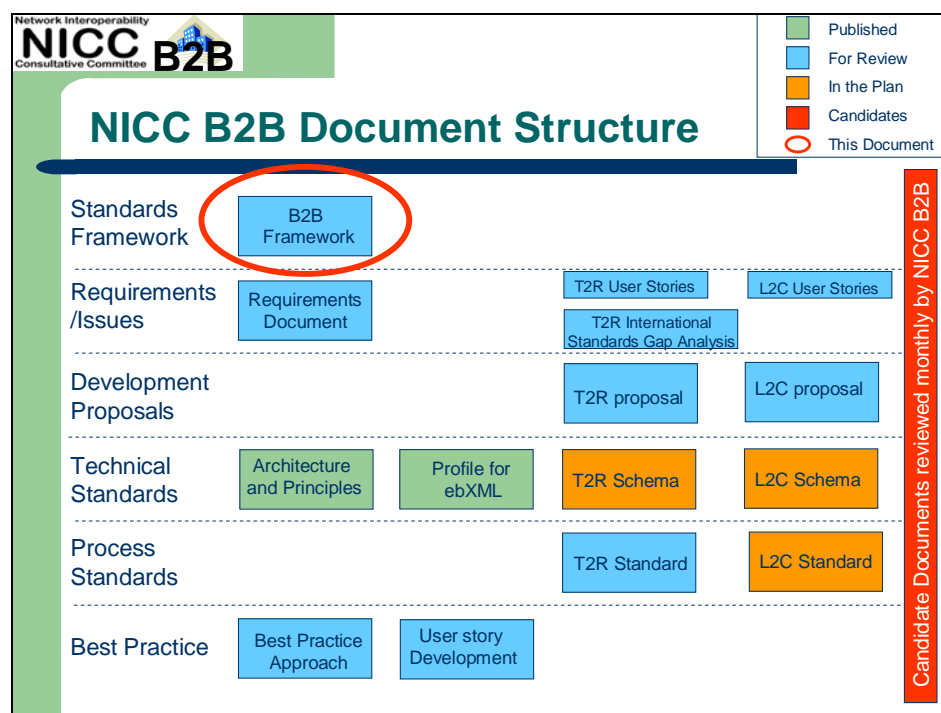 Network Interoperability
NICC
Consultative Committee
B2B
Published
For Review
In the Plan
Candidates
This Document
NICC B2B Document Structure
Standards
Framework
B2B
Framework
Requirements
/Issues
Requirements
Document
T2R User Stories
L2C User Stories
T2R International
Standards Gap Analysis
Development
Proposals
T2R proposal
L2C proposal
Technical
Standards
Architecture
and Principles
Profile for
ebXML
T2R Schema
L2C Schema
Process
Standards
T2R Standard
L2C Standard
Best Practice
Best Practice
Approach
User story
Development
Candidate Documents reviewed monthly by NICC B2B